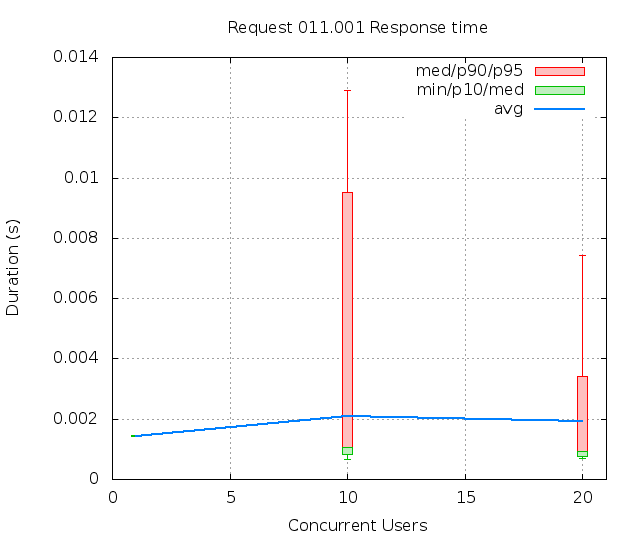 Request 011.001 Response time
0.014
0.012
0.01
0.008
0.006
0.004
0.002
0
Duration (s)
med/p90/p95
min/p10/med
avg
0 5 10 15 20
Concurrent Users